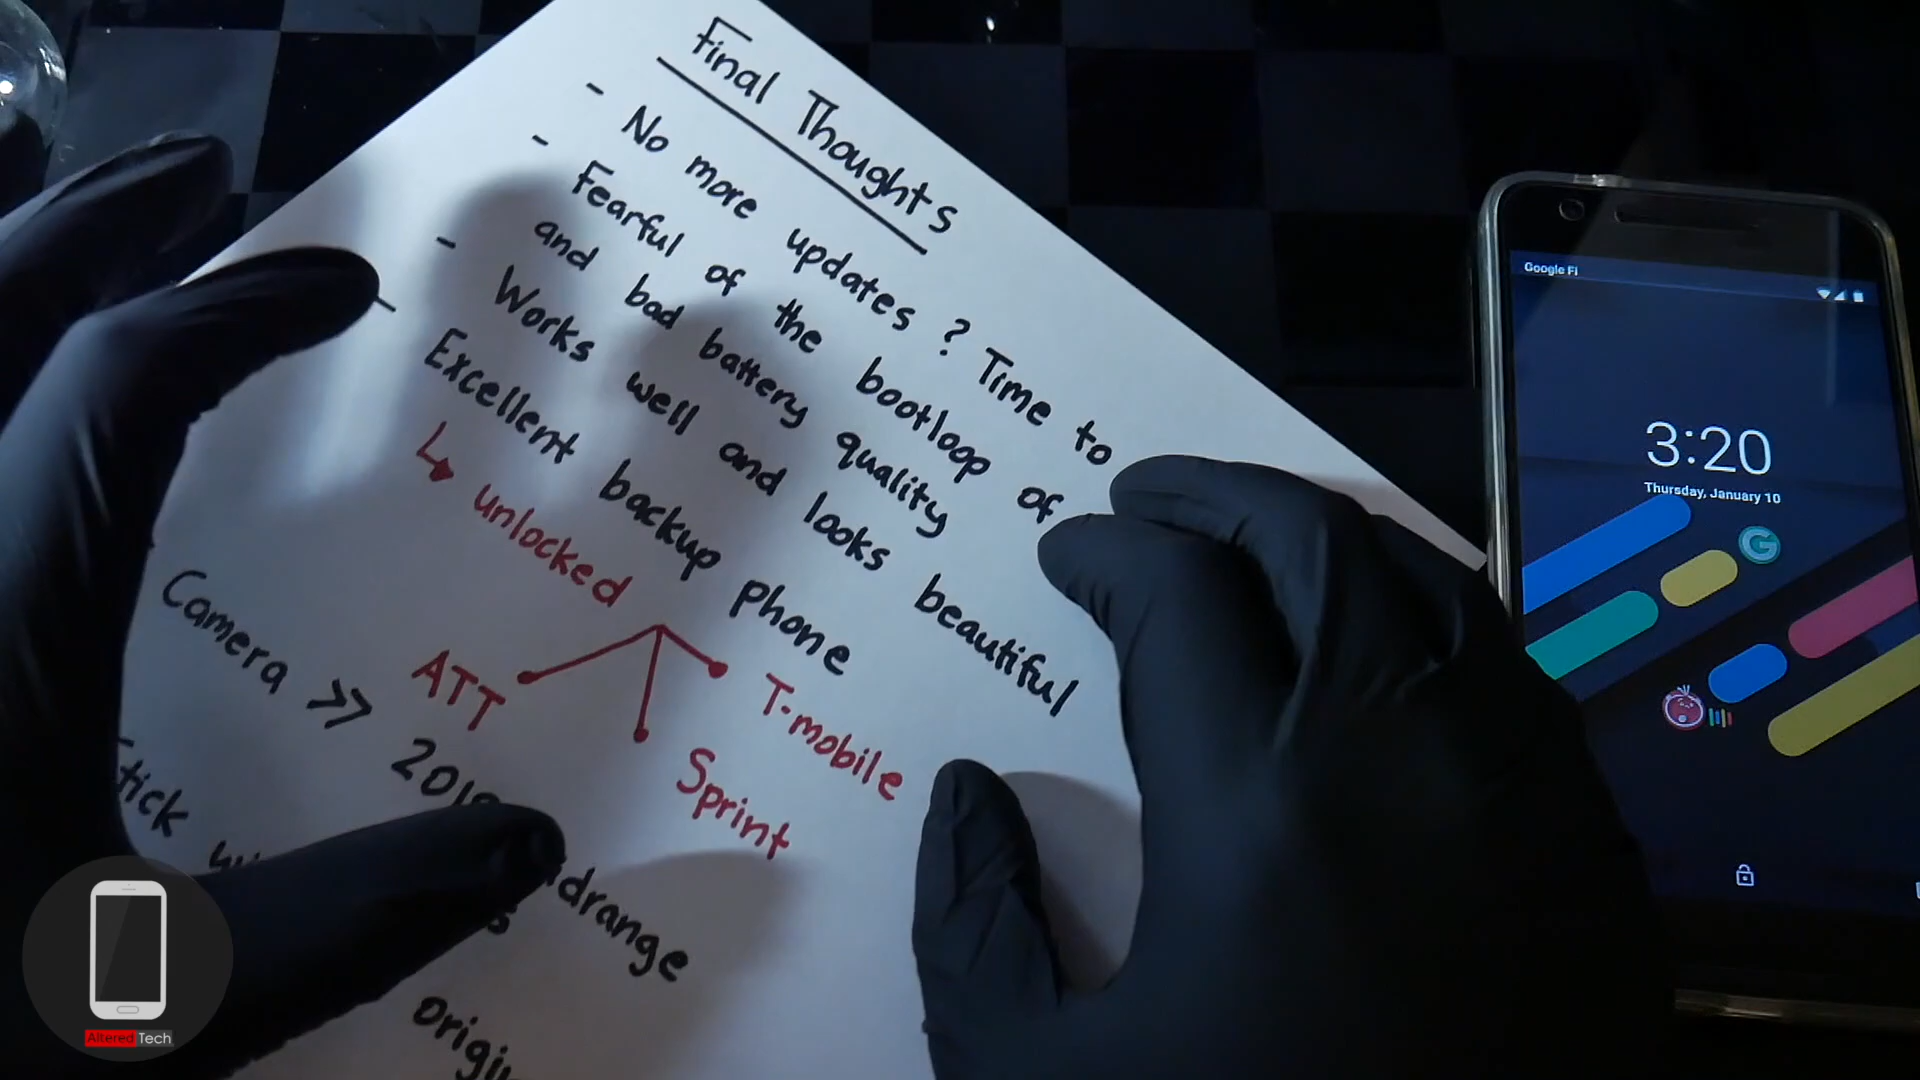 Final Thoughts
- No more updates? Time to
- Fearful of the bootloop of
and bad battery quality
- Works well and looks beautiful
- Excellent backup phone
↳ unlocked
ATT
Sprint
T-mobile
Camera >>
Google Fi
3:20
Thursday, January 10
G
Altered Tech